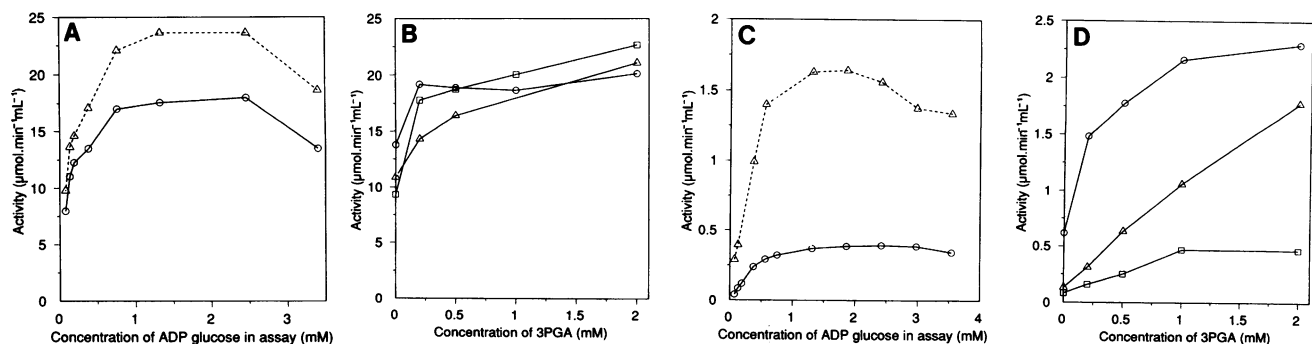 A
25
20
15
10
5
0
Activity (μmol.min⁻¹mL⁻¹)
0 1 2 3
Concentration of ADP glucose in assay (mM)
B
25
20
15
10
25
0
Activity (μmol.min⁻¹mL⁻¹)
0 0.5 1 1.5 2
Concentration of 3PGA (mM)
C
2
1.5
1
0.5
0
Activity (μmol.min⁻¹mL⁻¹)
0 1 2 3 4
Concentration of ADP glucose in assay (mM)
D
2.5
2
1.5
1
0.5
0
Activity (μmol.min⁻¹mL⁻¹)
0 0.5 1 1.5 2
Concentration of 3PGA (mM)